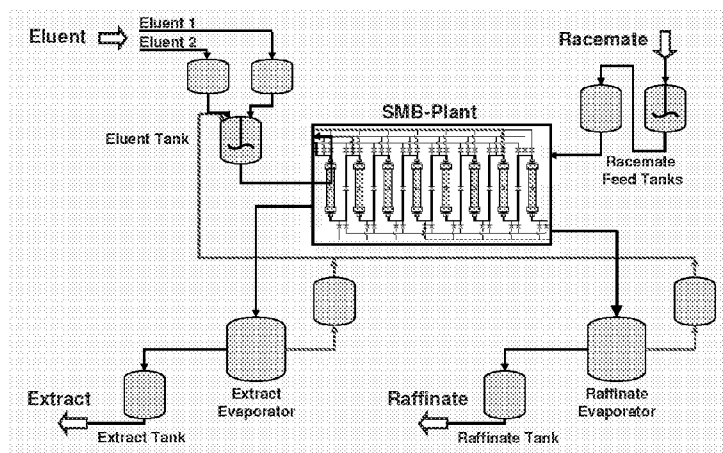 Eluent 1
Eluent
Eluent 2
Racemate
SMB-Plant
Eluent Tank
Racemate
Feed Tanks
Extract
Extract
Evaporator
Extract Tank
Raffinate
Raffinate
Evaporator
Raffinate Tank